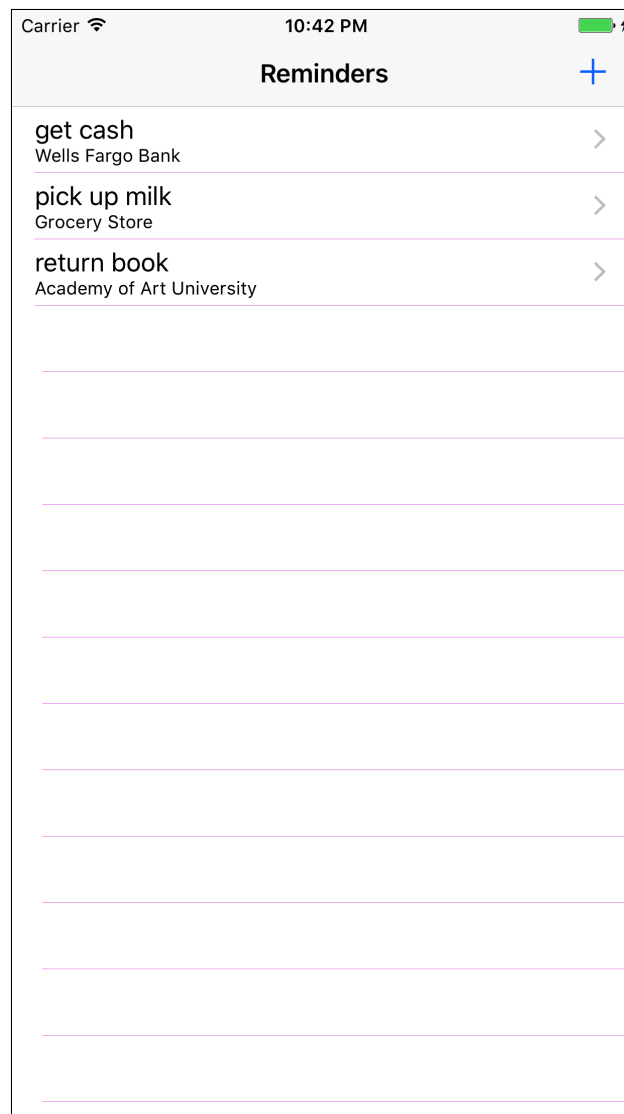 Carrier
10:42 PM
Reminders
get cash
Wells Fargo Bank
pick up milk
Grocery Store
return book
Academy of Art University